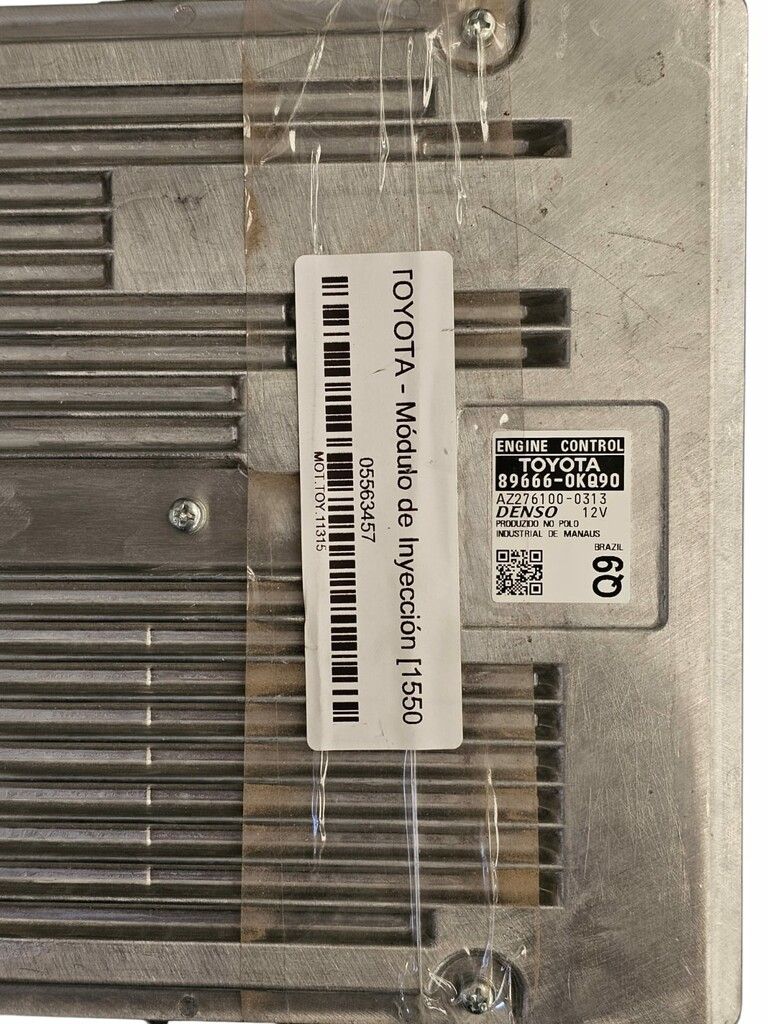 TOYOTA - Módulo de Inyección [1550
05563457
MOT.TOY.11315
ENGINE CONTROL
TOYOTA
89666-0KQ90
AZ276100-0313
DENSO 12V
PRODUZIDO NO POLO
INDUSTRIAL DE MANAUS
BRAZIL
Q9